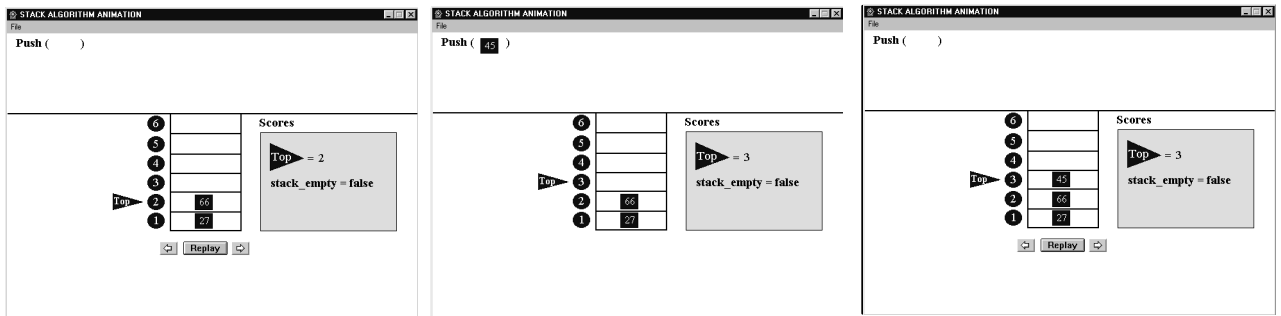 STACK ALGORITHM ANIMATION
File
Push ( )
6
5
4
3
Top 2 66
1 27
Scores
Top = 2
stack_empty = false
Replay
STACK ALGORITHM ANIMATION
File
Push ( 45 )
6
5
4
Top 3
2 66
1 27
Scores
Top = 3
stack_empty = false
STACK ALGORITHM ANIMATION
File
Push ( )
6
5
4
Top 3 45
2 66
1 27
Scores
Top = 3
stack_empty = false
Replay